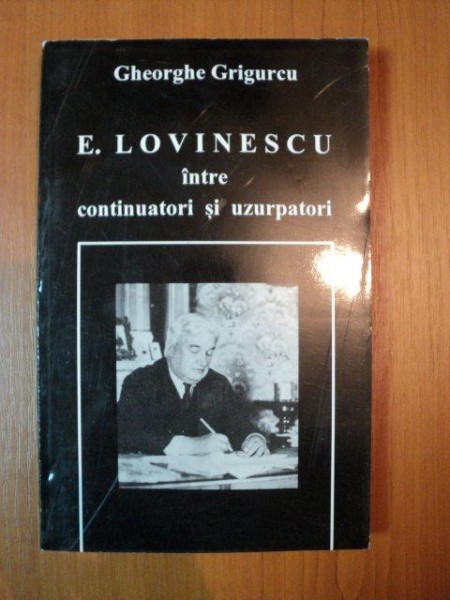 Gheorghe Grigurcu
E. LOVINESCU
între
continuatori și uzurpatori